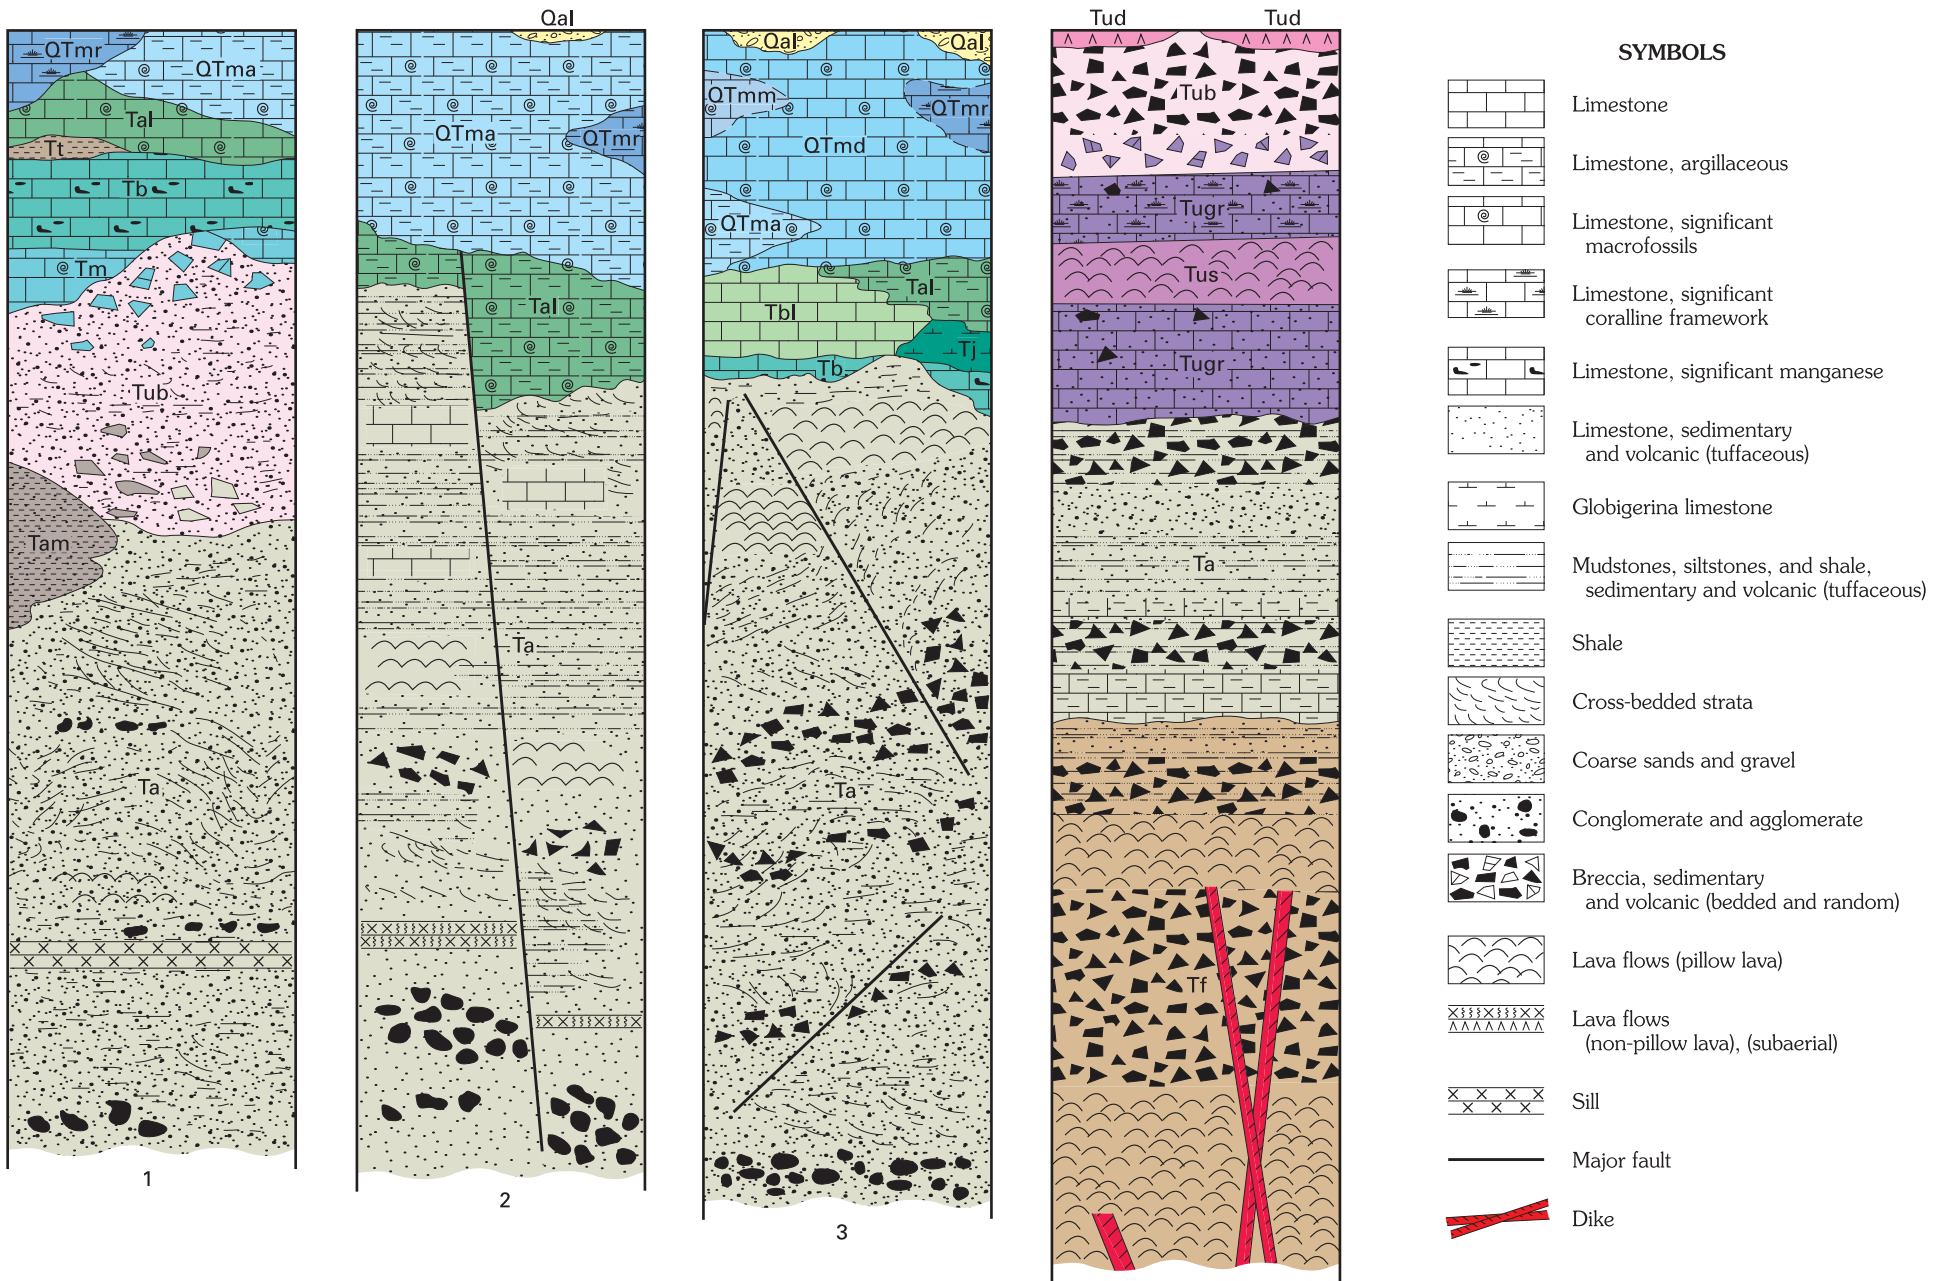 QTmr
QTma
Tal
Tt
Tb
Tm
Tub
Tam
Ta
1
Qal
QTma
QTmr
Tal
Ta
2
Qal
Qal
QTmm
QTmr
QTmd
QTma
Tal
Tbl
Tj
Tb
Ta
3
Tud
Tud
Tub
Tugr
Tus
Tugr
Ta
Tf
SYMBOLS
Limestone
Limestone, argillaceous
Limestone, significant
macrofossils
Limestone, significant
coralline framework
Limestone, significant manganese
Limestone, sedimentary
and volcanic (tuffaceous)
Globigerina limestone
Mudstones, siltstones, and shale,
sedimentary and volcanic (tuffaceous)
Shale
Cross-bedded strata
Coarse sands and gravel
Conglomerate and agglomerate
Breccia, sedimentary
and volcanic (bedded and random)
Lava flows (pillow lava)
Lava flows
(non-pillow lava), (subaerial)
Sill
Major fault
Dike